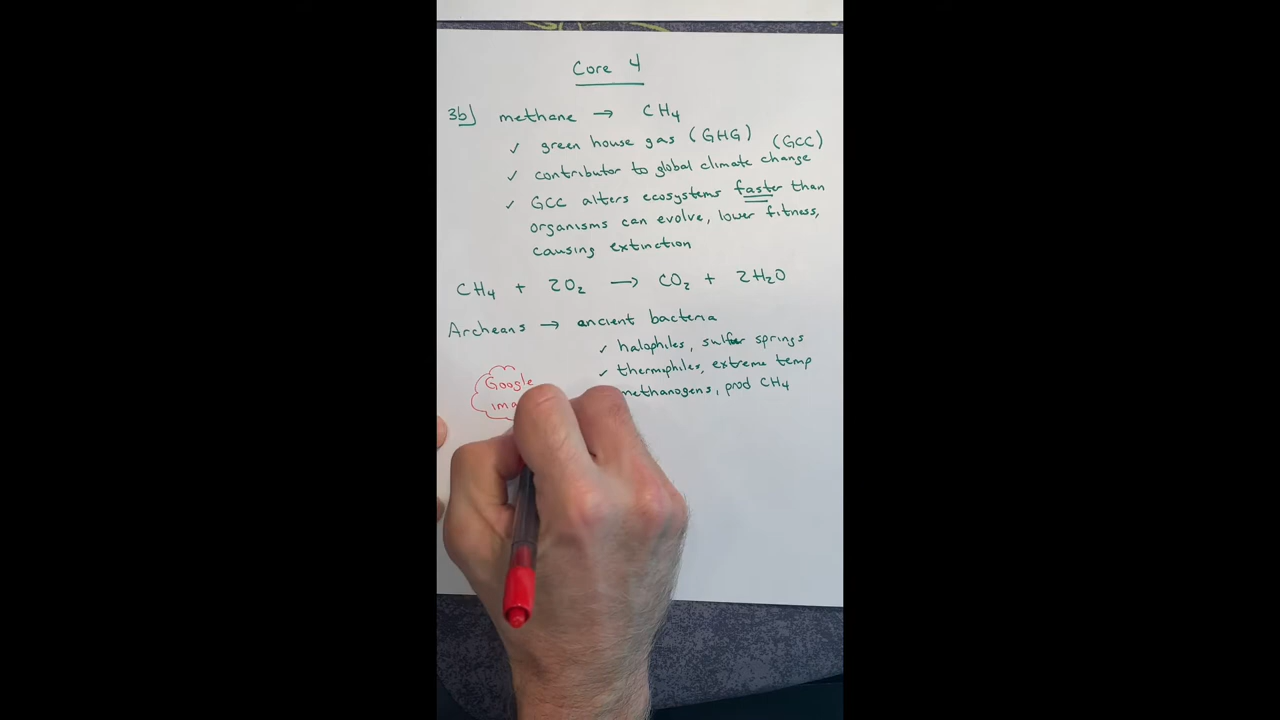 Core 4
3b) methane → CH₄
✓ green house gas (GHG) (GCC)
✓ contributor to global climate change
✓ GCC alters ecosystems faster than
organisms can evolve, lower fitness,
causing extinction
CH₄ + 2O₂ → CO₂ + 2H₂O
Archeans → ancient bacteria
✓ halophiles, sulfur springs
✓ thermophiles, extreme temp
methanogens, prod CH₄
Google